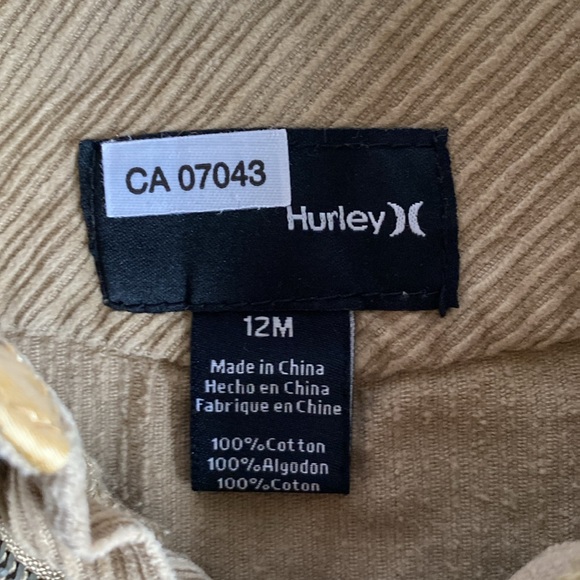 CA 07043
Hurley
12M
Made in China
Hecho en China
Fabrique en Chine
100%Cotton
100%Algodon
100%Coton